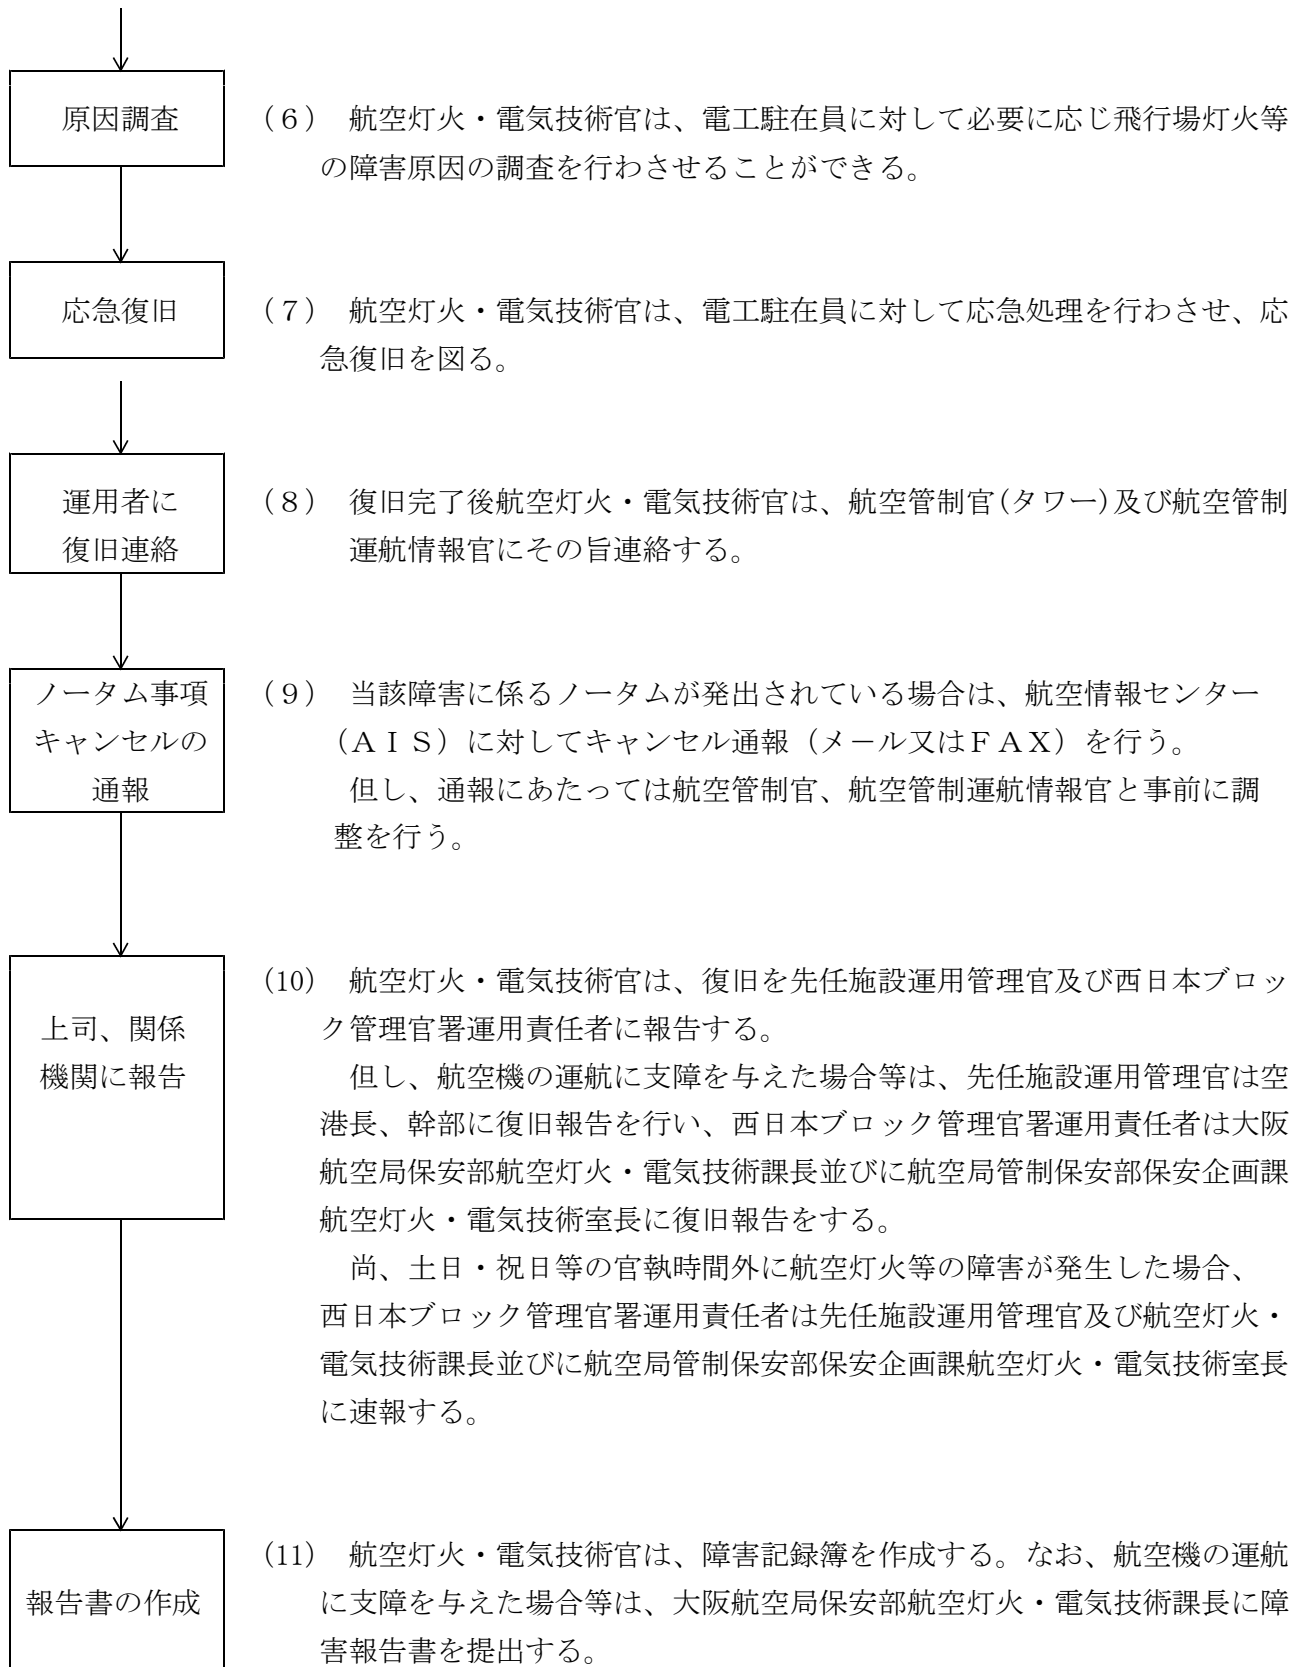 原因調査
（６）　航空灯火・電気技術官は、電工駐在員に対して必要に応じ飛行場灯火等
の障害原因の調査を行わさせることができる。
応急復旧
（７）　航空灯火・電気技術官は、電工駐在員に対して応急処理を行わさせ、応
急復旧を図る。
運用者に
復旧連絡
（８）　復旧完了後航空灯火・電気技術官は、航空管制官(タワー)及び航空管制
運航情報官にその旨連絡する。
ノータム事項
キャンセルの
通報
（９）　当該障害に係るノータムが発出されている場合は、航空情報センター
（ＡＩＳ）に対してキャンセル通報（メール又はＦＡＸ）を行う。
但し、通報にあたっては航空管制官、航空管制運航情報官と事前に調
整を行う。
上司、関係
機関に報告
(10)　航空灯火・電気技術官は、復旧を先任施設運用管理官及び西日本ブロッ
ク管理官署運用責任者に報告する。
但し、航空機の運航に支障を与えた場合等は、先任施設運用管理官は空
港長、幹部に復旧報告を行い、西日本ブロック管理官署運用責任者は大阪
航空局保安部航空灯火・電気技術課長並びに航空局管制保安部保安企画課
航空灯火・電気技術室長に復旧報告をする。
尚、土日・祝日等の官執時間外に航空灯火等の障害が発生した場合、
西日本ブロック管理官署運用責任者は先任施設運用管理官及び航空灯火・
電気技術課長並びに航空局管制保安部保安企画課航空灯火・電気技術室長
に速報する。
報告書の作成
(11)　航空灯火・電気技術官は、障害記録簿を作成する。なお、航空機の運航
に支障を与えた場合等は、大阪航空局保安部航空灯火・電気技術課長に障
害報告書を提出する。